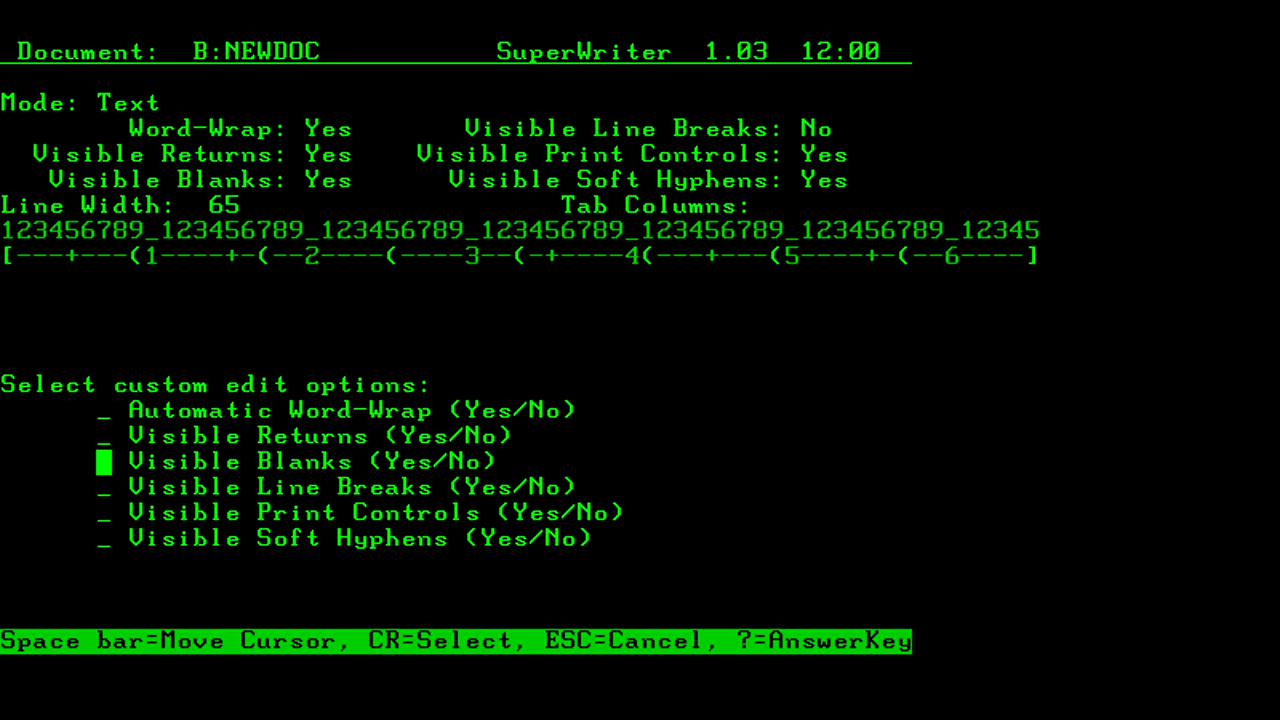 Document:  B:NEWDOC           SuperWriter  1.03  12:00
Mode: Text
        Word-Wrap: Yes       Visible Line Breaks: No
  Visible Returns: Yes    Visible Print Controls: Yes
   Visible Blanks: Yes      Visible Soft Hyphens: Yes
Line Width:  65                    Tab Columns:
123456789_123456789_123456789_123456789_123456789_123456789_12345
[---+---(1----+-(--2----(----3--(-+----4(---+---(5----+-(--6----]
Select custom edit options:
      _ Automatic Word-Wrap (Yes/No)
      _ Visible Returns (Yes/No)
        Visible Blanks (Yes/No)
      _ Visible Line Breaks (Yes/No)
      _ Visible Print Controls (Yes/No)
      _ Visible Soft Hyphens (Yes/No)
Space bar=Move Cursor, CR=Select, ESC=Cancel, ?=AnswerKey